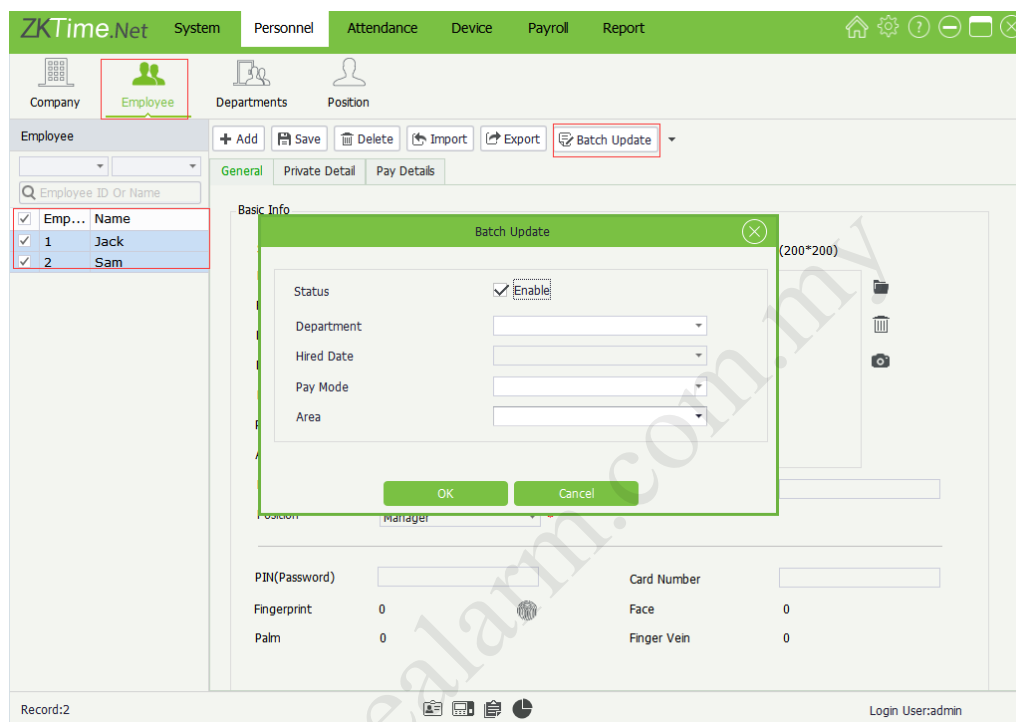 ZKTime.Net System Personnel Attendance Device Payroll Report
Company Employee Departments Position
Employee
Add Save Delete Import Export Batch Update
General Private Detail Pay Details
Employee ID Or Name
Basic Info
Emp... Name
1 Jack
2 Sam
(200*200)
Batch Update
Status Enable
Department
Hired Date
Pay Mode
Area
OK Cancel
Position Manager *
PIN(Password) Card Number
Fingerprint 0 Face 0
Palm 0 Finger Vein 0
Record:2 Login User:admin
ealarm.com.my